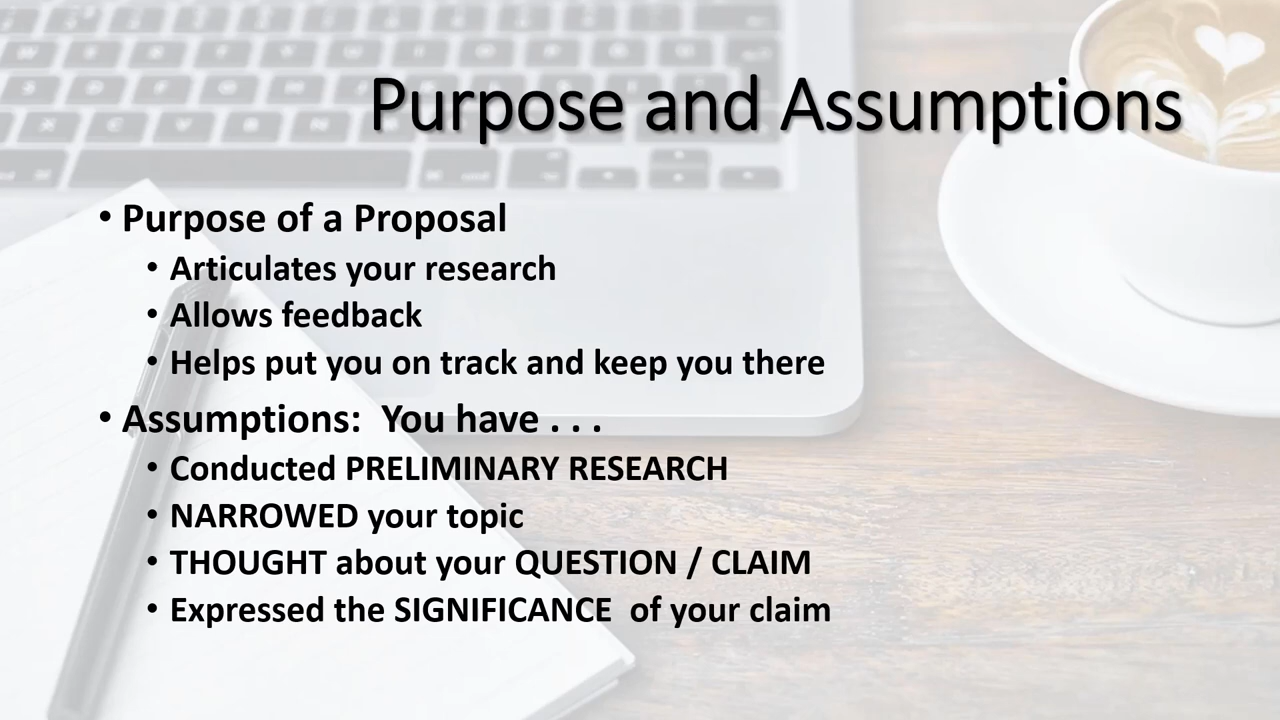 Purpose and Assumptions
• Purpose of a Proposal
• Articulates your research
• Allows feedback
• Helps put you on track and keep you there
• Assumptions:  You have . . .
• Conducted PRELIMINARY RESEARCH
• NARROWED your topic
• THOUGHT about your QUESTION / CLAIM
• Expressed the SIGNIFICANCE  of your claim